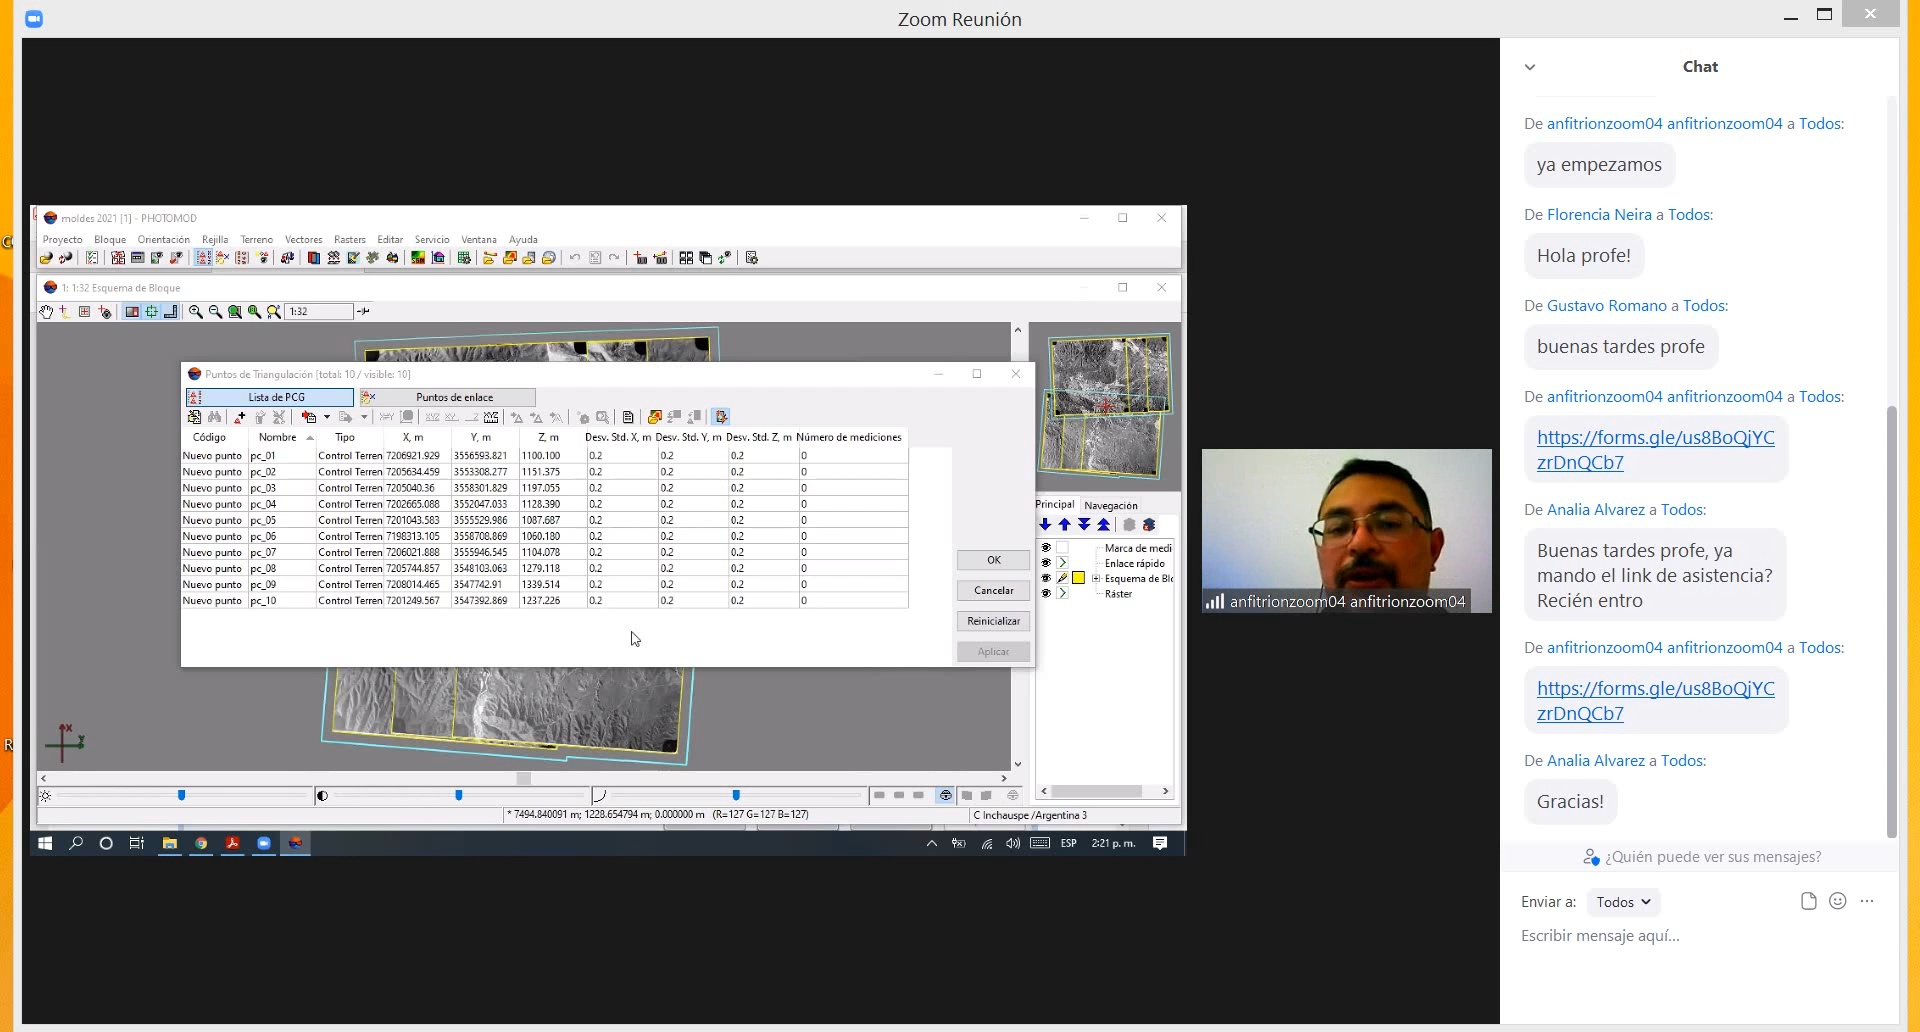 Zoom Reunión
moldes 2021 [1] - PHOTOMOD
Proyecto Bloque Orientación Rejilla Terreno Vectores Rasters Editar Servicio Ventana Ayuda
1: 1:32 Esquema de Bloque
1:32
Puntos de Triangulación [total: 10 / visible: 10]
Lista de PCG Puntos de enlace
Código Nombre Tipo X, m Y, m Z, m Desv. Std. X, m Desv. Std. Y, m Desv. Std. Z, m Número de mediciones
Nuevo punto pc_01 Control Terren 7206921.929 3556593.821 1100.100 0.2 0.2 0.2 0
Nuevo punto pc_02 Control Terren 7205634.459 3553308.277 1151.375 0.2 0.2 0.2 0
Nuevo punto pc_03 Control Terren 7205040.36 3558301.829 1197.055 0.2 0.2 0.2 0
Nuevo punto pc_04 Control Terren 7202665.088 3552047.033 1128.390 0.2 0.2 0.2 0
Nuevo punto pc_05 Control Terren 7201043.583 3555529.986 1087.687 0.2 0.2 0.2 0
Nuevo punto pc_06 Control Terren 7198313.105 3558708.869 1060.180 0.2 0.2 0.2 0
Nuevo punto pc_07 Control Terren 7206021.888 3555946.545 1104.078 0.2 0.2 0.2 0
Nuevo punto pc_08 Control Terren 7205744.857 3548103.063 1279.118 0.2 0.2 0.2 0
Nuevo punto pc_09 Control Terren 7208014.465 3547742.91 1339.514 0.2 0.2 0.2 0
Nuevo punto pc_10 Control Terren 7201249.567 3547392.869 1237.226 0.2 0.2 0.2 0
OK
Cancelar
Reinicializar
Aplicar
Principal Navegación
Marca de medi
Enlace rápido
Esquema de Blo
Ráster
X
Y
* 7494.840091 m; 1228.654794 m; 0.000000 m (R=127 G=127 B=127)
C Inchauspe /Argentina 3
ESP 2:21 p. m.
anfitrionzoom04 anfitrionzoom04
Chat
De anfitrionzoom04 anfitrionzoom04 a Todos:
ya empezamos
De Florencia Neira a Todos:
Hola profe!
De Gustavo Romano a Todos:
buenas tardes profe
De anfitrionzoom04 anfitrionzoom04 a Todos:
https://forms.gle/us8BoQjYC
zrDnQCb7
De Analia Alvarez a Todos:
Buenas tardes profe, ya
mando el link de asistencia?
Recién entro
De anfitrionzoom04 anfitrionzoom04 a Todos:
https://forms.gle/us8BoQjYC
zrDnQCb7
De Analia Alvarez a Todos:
Gracias!
¿Quién puede ver sus mensajes?
Enviar a: Todos
Escribir mensaje aquí...